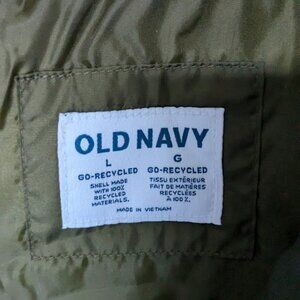 OLD NAVY
L G
GO-RECYCLED GO-RECYCLED
SHELL MADE TISSU EXTÉRIEUR
WITH 100% FAIT DE MATIÈRES
RECYCLED RECYCLÉES
MATERIALS. À 100%.
MADE IN VIETNAM